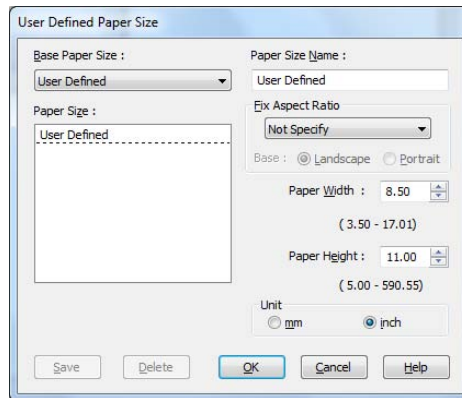 User Defined Paper Size
Base Paper Size :
User Defined
Paper Size :
User Defined
Paper Size Name :
User Defined
Fix Aspect Ratio
Not Specify
Base : Landscape Portrait
Paper Width : 8.50
( 3.50 - 17.01)
Paper Height : 11.00
( 5.00 - 590.55)
Unit
mm inch
Save Delete OK Cancel Help